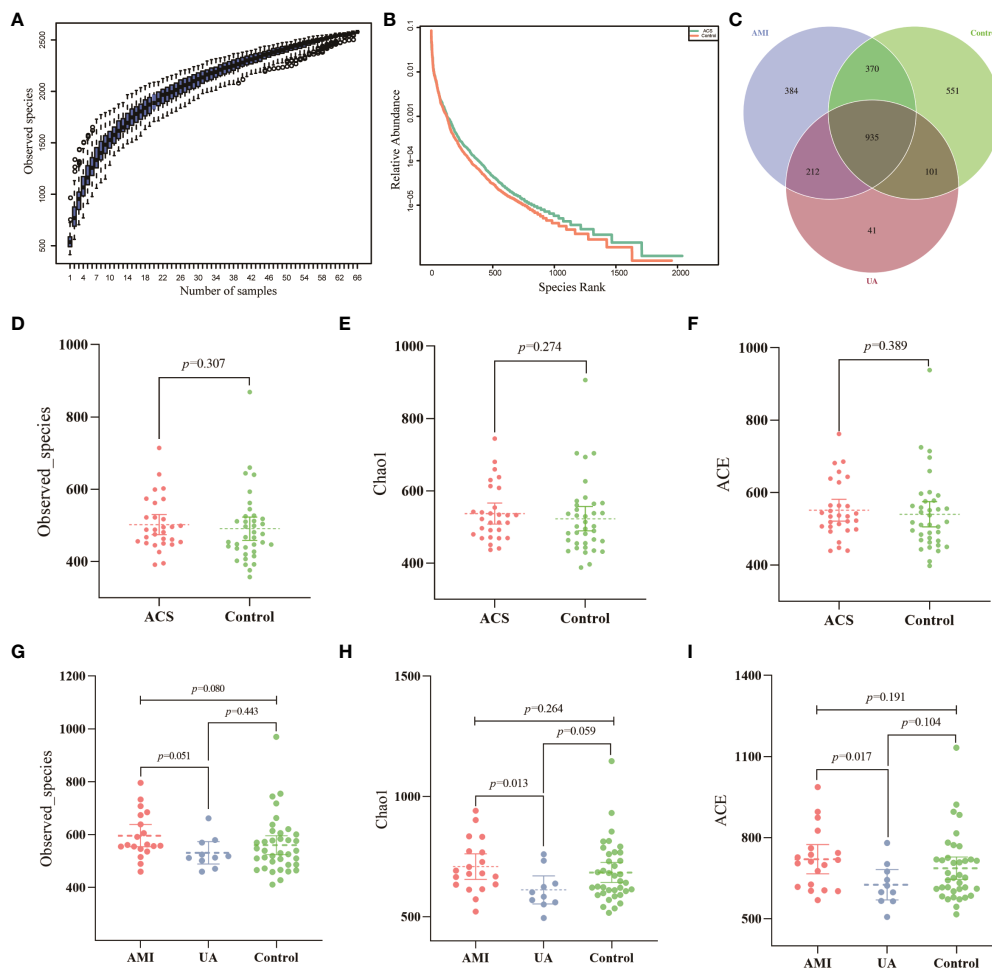 A
Observed species
2500
2000
1500
1000
500
1 4 7 10 14 18 22 26 30 34 38 42 46 50 54 58 62 66
Number of samples
B
ACS
Control
Relative Abundance
0.1
0.01
0.001
1e-04
1e-05
0 500 1000 1500 2000
Species Rank
C
AMI
Cont
384
370
551
935
212
101
41
UA
D
Observed_species
1000
800
600
400
p=0.307
ACS Control
E
Chao1
1000
800
600
400
p=0.274
ACS Control
F
ACE
1000
800
600
400
p=0.389
ACS Control
G
Observed_species
1200
1000
800
600
400
p=0.080
p=0.443
p=0.051
AMI UA Control
H
Chao1
1500
1000
500
p=0.264
p=0.059
p=0.013
AMI UA Control
I
ACE
1400
1100
800
500
p=0.191
p=0.104
p=0.017
AMI UA Control